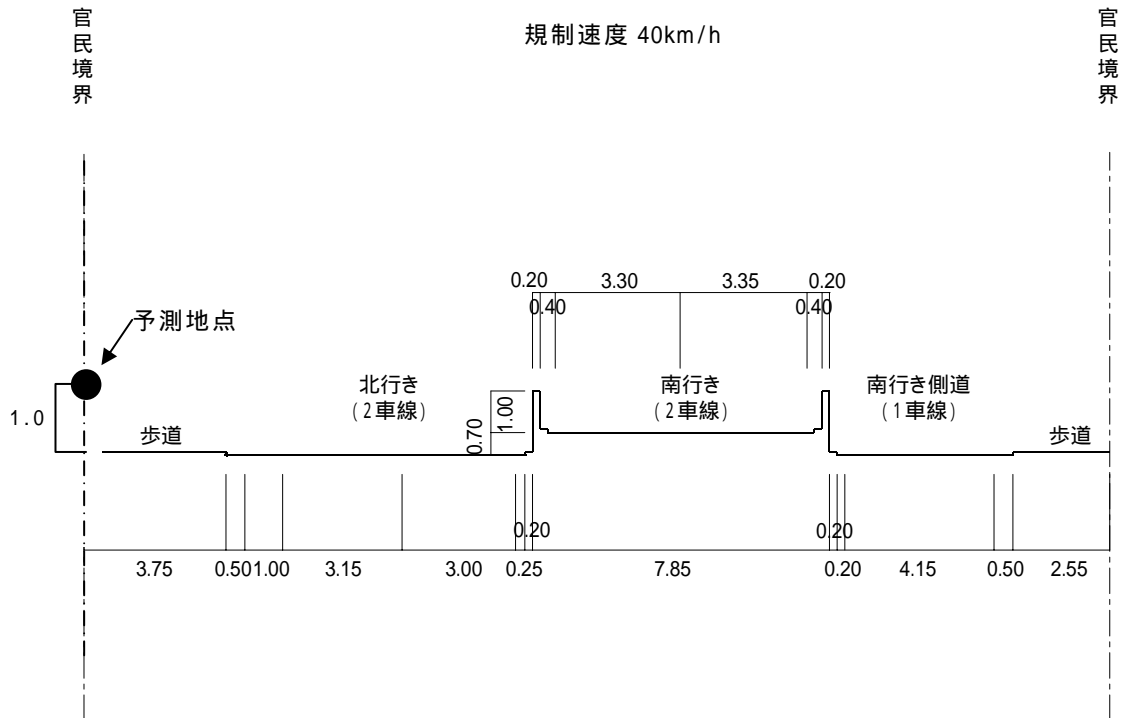 官民境界
規制速度 40km/h
官民境界
0.20
3.30
3.35
0.20
0.40
0.40
予測地点
北行き
(2車線)
南行き
(2車線)
南行き側道
(1車線)
1.00
1.0
0.70
歩道
歩道
0.20
0.20
3.75
0.50
1.00
3.15
3.00
0.25
7.85
0.20
4.15
0.50
2.55